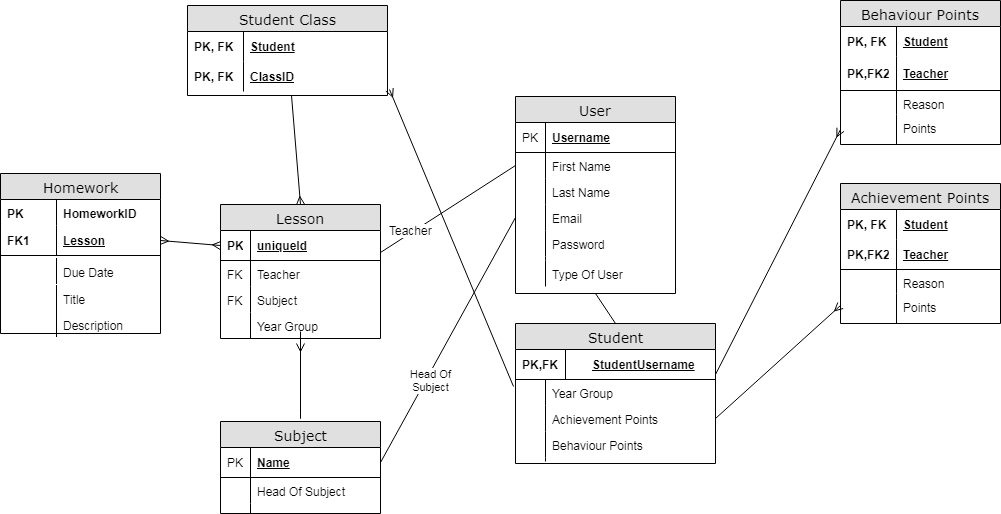 Student Class
PK, FK Student
PK, FK ClassID
Behaviour Points
PK, FK Student
PK,FK2 Teacher
Reason
Points
User
PK Username
First Name
Last Name
Email
Password
Type Of User
Homework
PK HomeworkID
FK1 Lesson
Due Date
Title
Description
Lesson
PK uniqueId
FK Teacher
FK Subject
Year Group
Teacher
Achievement Points
PK, FK Student
PK,FK2 Teacher
Reason
Points
Student
PK,FK StudentUsername
Year Group
Achievement Points
Behaviour Points
Head Of
Subject
Subject
PK Name
Head Of Subject